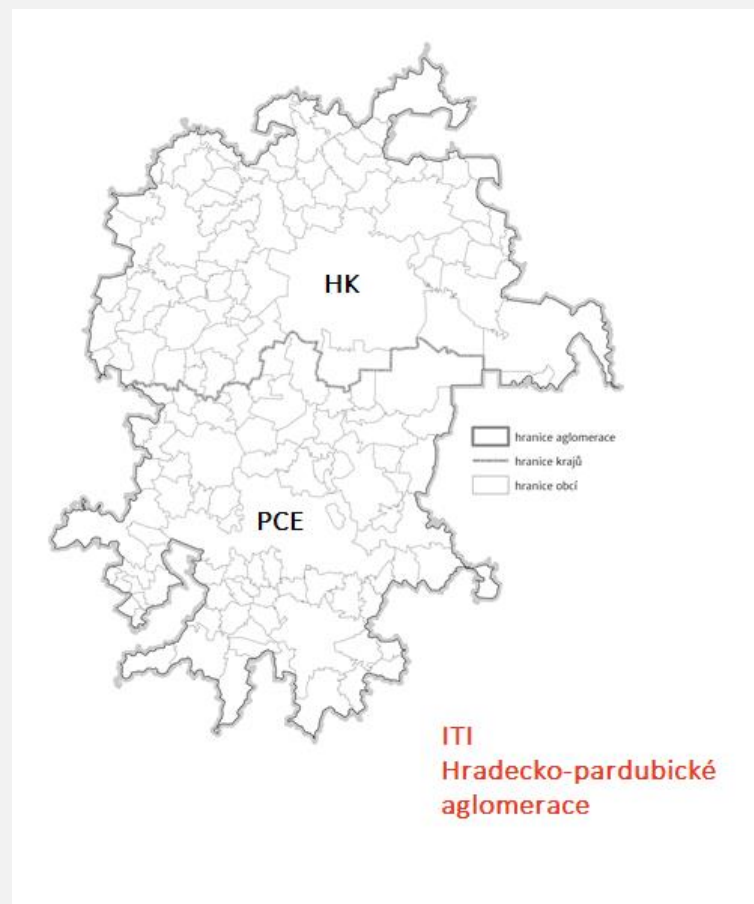 HK
hranice aglomerace
hranice krajů
hranice obcí
PCE
ITI
Hradecko-pardubické
aglomerace